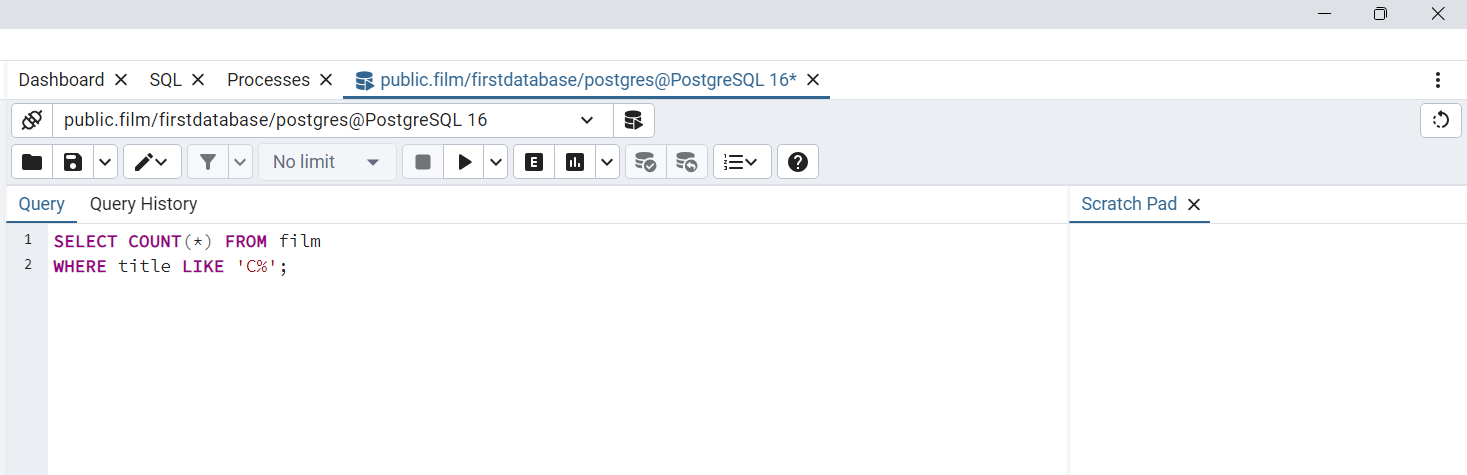 Dashboard SQL Processes public.film/firstdatabase/postgres@PostgreSQL 16*
public.film/firstdatabase/postgres@PostgreSQL 16
No limit E
Query Query History Scratch Pad
1 SELECT COUNT(*) FROM film
2 WHERE title LIKE 'C%';